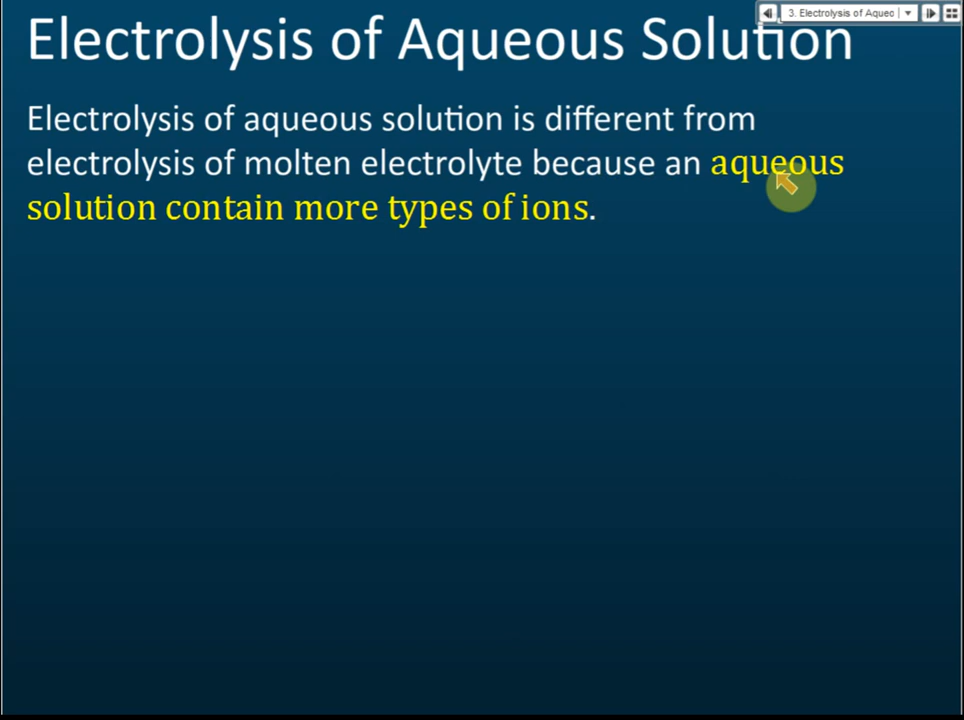 3. Electrolysis of Aquec
Electrolysis of Aqueous Solution
Electrolysis of aqueous solution is different from
electrolysis of molten electrolyte because an aqueous
solution contain more types of ions.